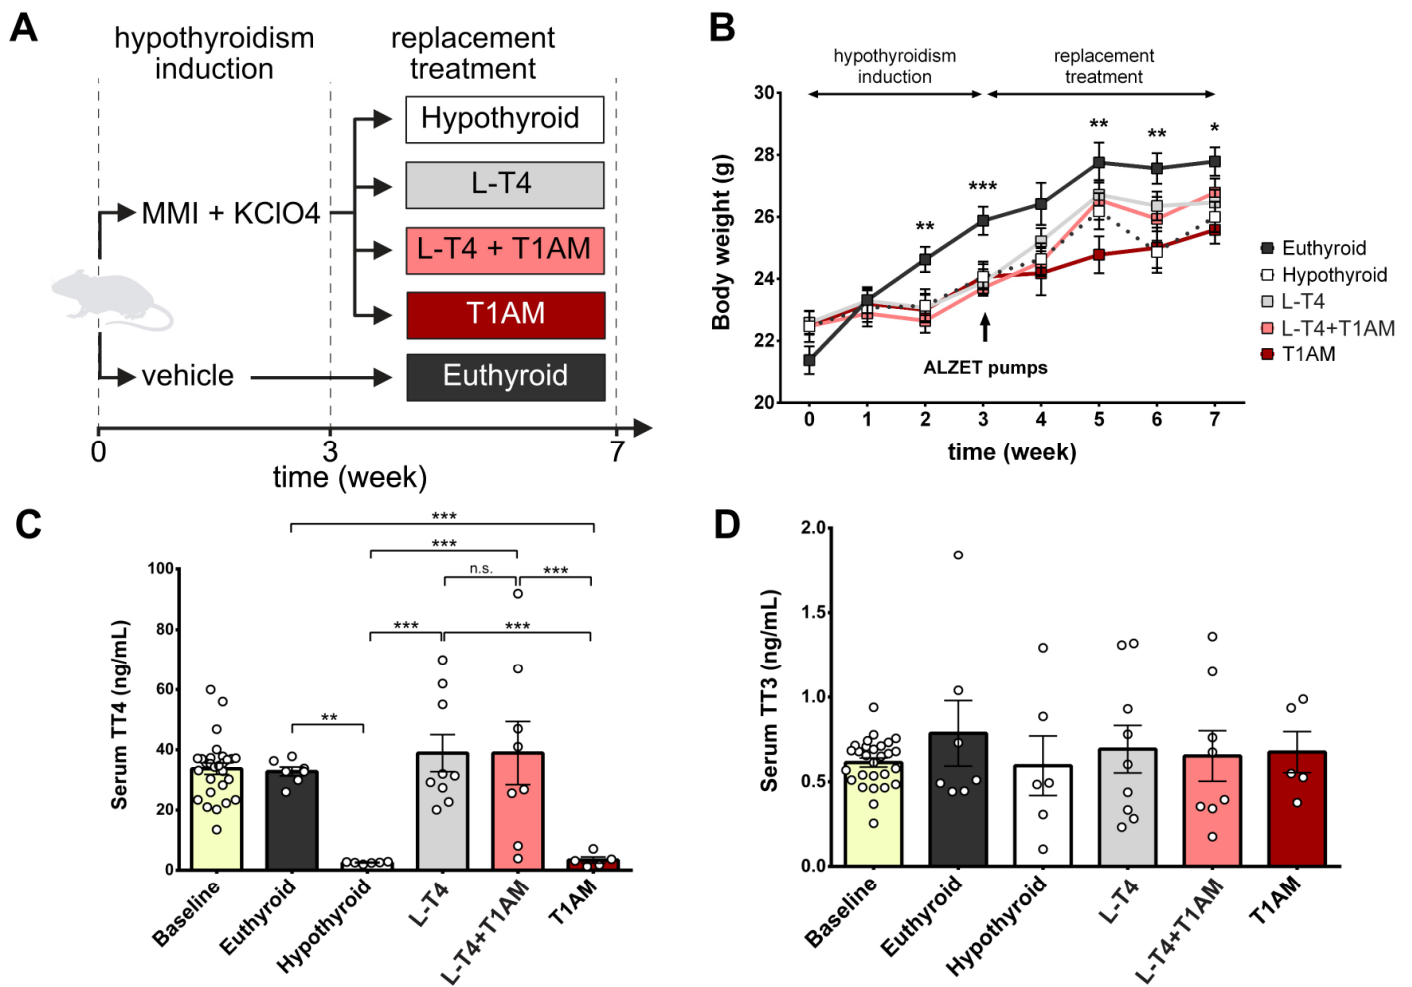 A
hypothyroidism
induction
replacement
treatment
Hypothyroid
L-T4
MMI + KClO4
L-T4 + T1AM
T1AM
vehicle
Euthyroid
0
3
7
time (week)
B
hypothyroidism
induction
replacement
treatment
30
28
26
24
22
20
Body weight (g)
**
***
**
**
*
ALZET pumps
0 1 2 3 4 5 6 7
time (week)
Euthyroid
Hypothyroid
L-T4
L-T4+T1AM
T1AM
C
***
***
n.s.
***
***
***
**
100
80
60
40
20
0
Serum TT4 (ng/mL)
Baseline
Euthyroid
Hypothyroid
L-T4
L-T4+T1AM
T1AM
D
2.0
1.5
1.0
0.5
0.0
Serum TT3 (ng/mL)
Baseline
Euthyroid
Hypothyroid
L-T4
L-T4+T1AM
T1AM